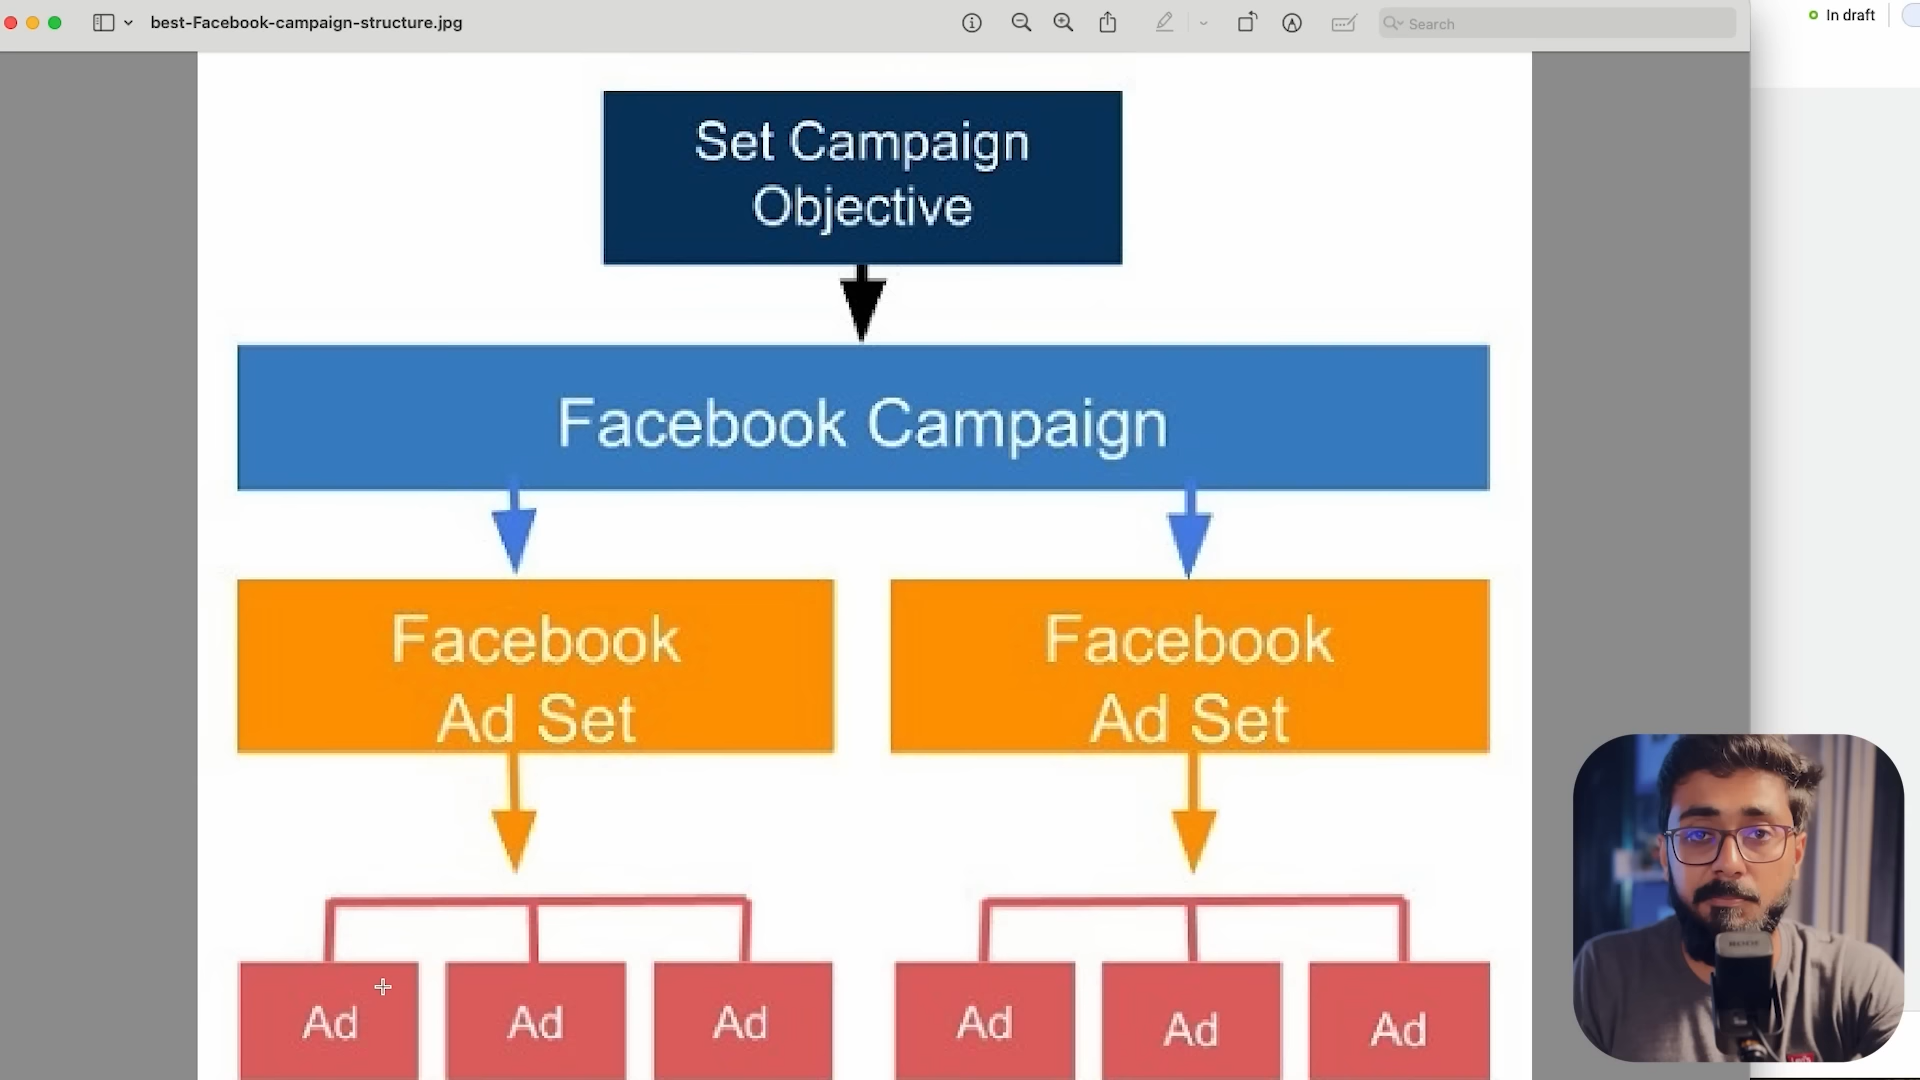 best-Facebook-campaign-structure.jpg
Search
In draft
Set Campaign
Objective
Facebook Campaign
Facebook
Ad Set
Facebook
Ad Set
Ad
Ad
Ad
Ad
Ad
Ad